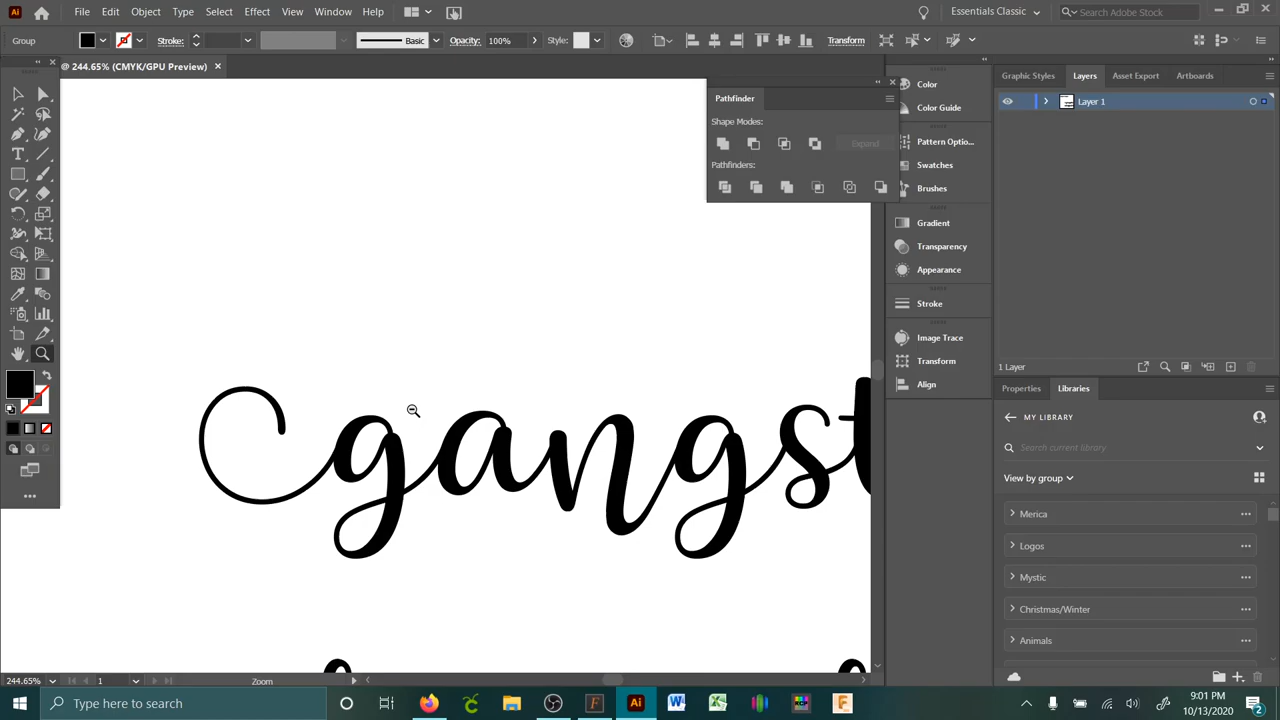 Ai File Edit Object Type Select Effect View Window Help Essentials Classic Search Adobe Stock
Group Stroke: Basic Opacity: 100% Style: Transform
@ 244.65% (CMYK/GPU Preview) ×
Pathfinder
Shape Modes:
Expand
Pathfinders:
Color
Color Guide
Pattern Optio...
Swatches
Brushes
Gradient
Transparency
Appearance
Stroke
Image Trace
Transform
Align
Graphic Styles Layers Asset Export Artboards
Layer 1
1 Layer
Properties Libraries
MY LIBRARY
Search current library
View by group
Merica
Logos
Mystic
Christmas/Winter
Animals
gangst
244.65% 1 Zoom
Type here to search
9:01 PM
10/13/2020
2